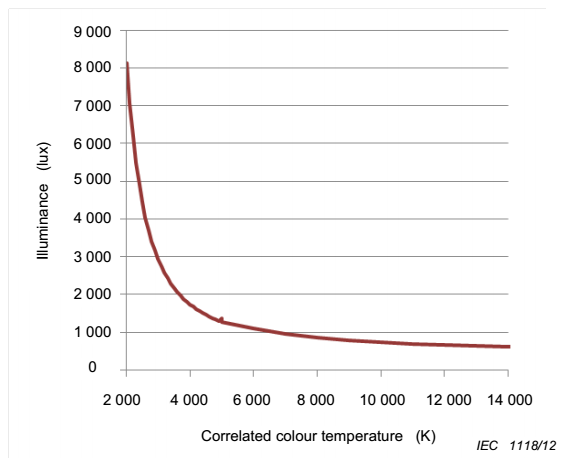 9 000
8 000
7 000
6 000
5 000
4 000
3 000
2 000
1 000
0
Illuminance (lux)
2 000 4 000 6 000 8 000 10 000 12 000 14 000
Correlated colour temperature (K)
IEC 1118/12